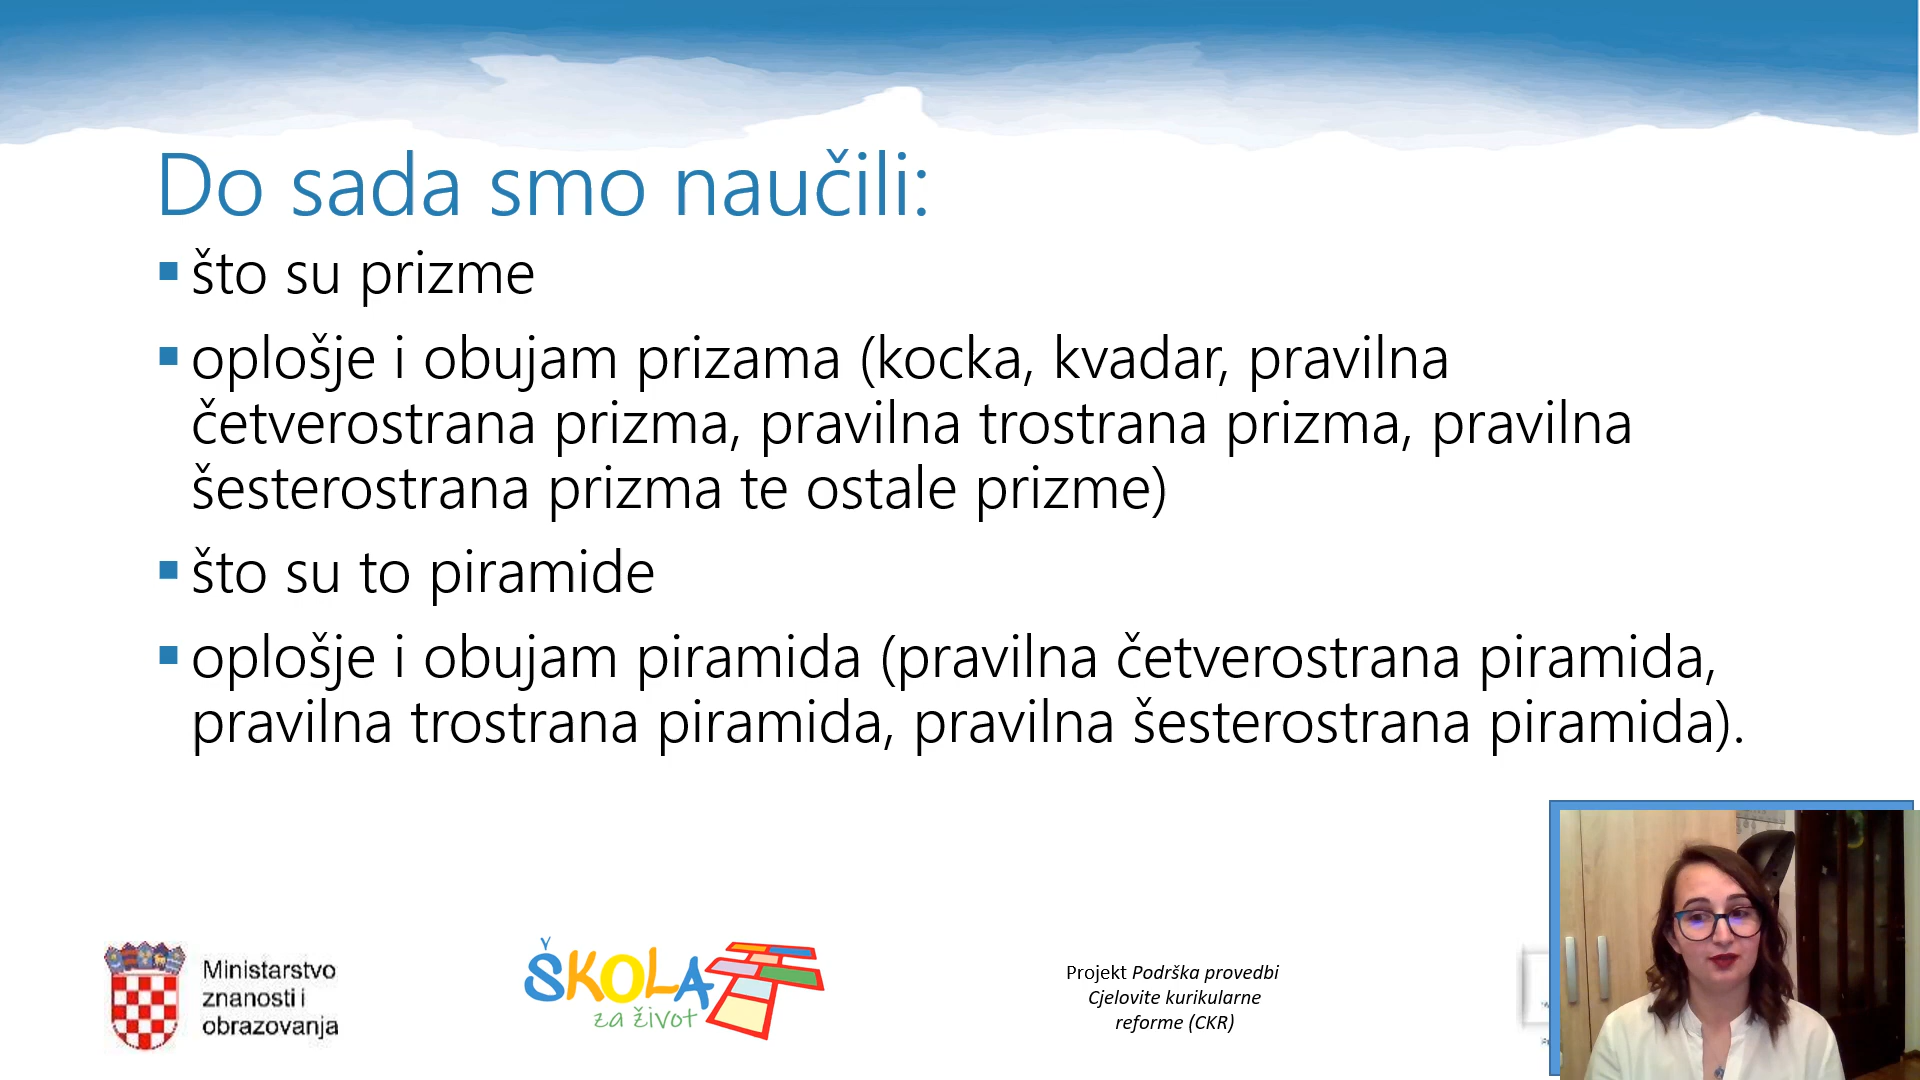 Do sada smo naučili:
što su prizme
oplošje i obujam prizama (kocka, kvadar, pravilna
četverostrana prizma, pravilna trostrana prizma, pravilna
šesterostrana prizma te ostale prizme)
što su to piramide
oplošje i obujam piramida (pravilna četverostrana piramida,
pravilna trostrana piramida, pravilna šesterostrana piramida).
Ministarstvo
znanosti i
obrazovanja
ŠKOLA
za život
Projekt Podrška provedbi
Cjelovite kurikularne
reforme (CKR)